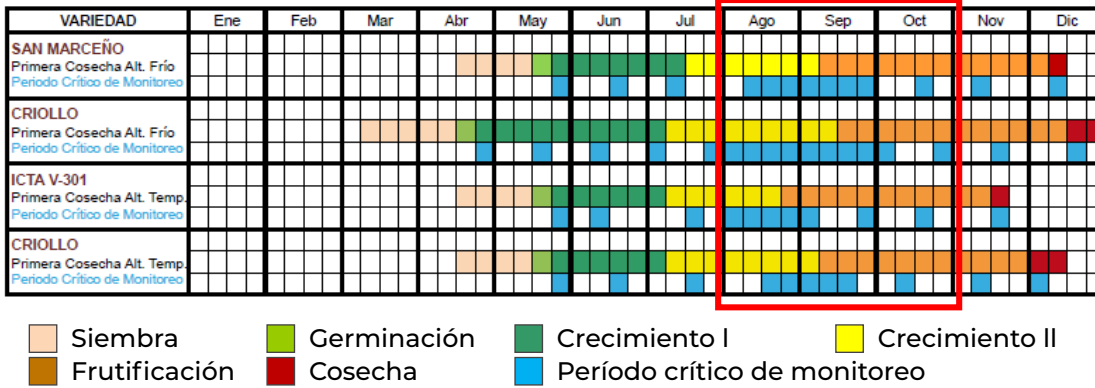 VARIEDAD Ene Feb Mar Abr May Jun Jul Ago Sep Oct Nov Dic
SAN MARCEÑO
Primera Cosecha Alt. Frío
Periodo Crítico de Monitoreo
CRIOLLO
Primera Cosecha Alt. Frío
Periodo Crítico de Monitoreo
ICTA V-301
Primera Cosecha Alt. Temp.
Periodo Crítico de Monitoreo
CRIOLLO
Primera Cosecha Alt. Temp.
Periodo Crítico de Monitoreo
Siembra Germinación Crecimiento I Crecimiento II
Frutificación Cosecha Período crítico de monitoreo